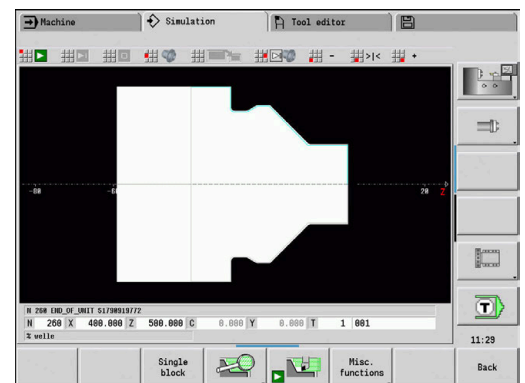 Machine
Simulation
Tool editor
-
>|<
+
-80
-60
20
Z
N 260 END_OF_UNIT S1790919772
N 260 X 400.000 Z 500.000 C 0.000 Y 0.000 T 1 001
% welle
T
11:29
Single
block
Misc.
functions
Back